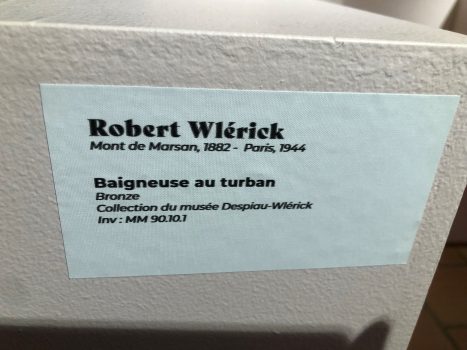 Robert Wlérick
Mont de Marsan, 1882 - Paris, 1944
Baigneuse au turban
Bronze
Collection du musée Despiau-Wlérick
Inv : MM 90.10.1